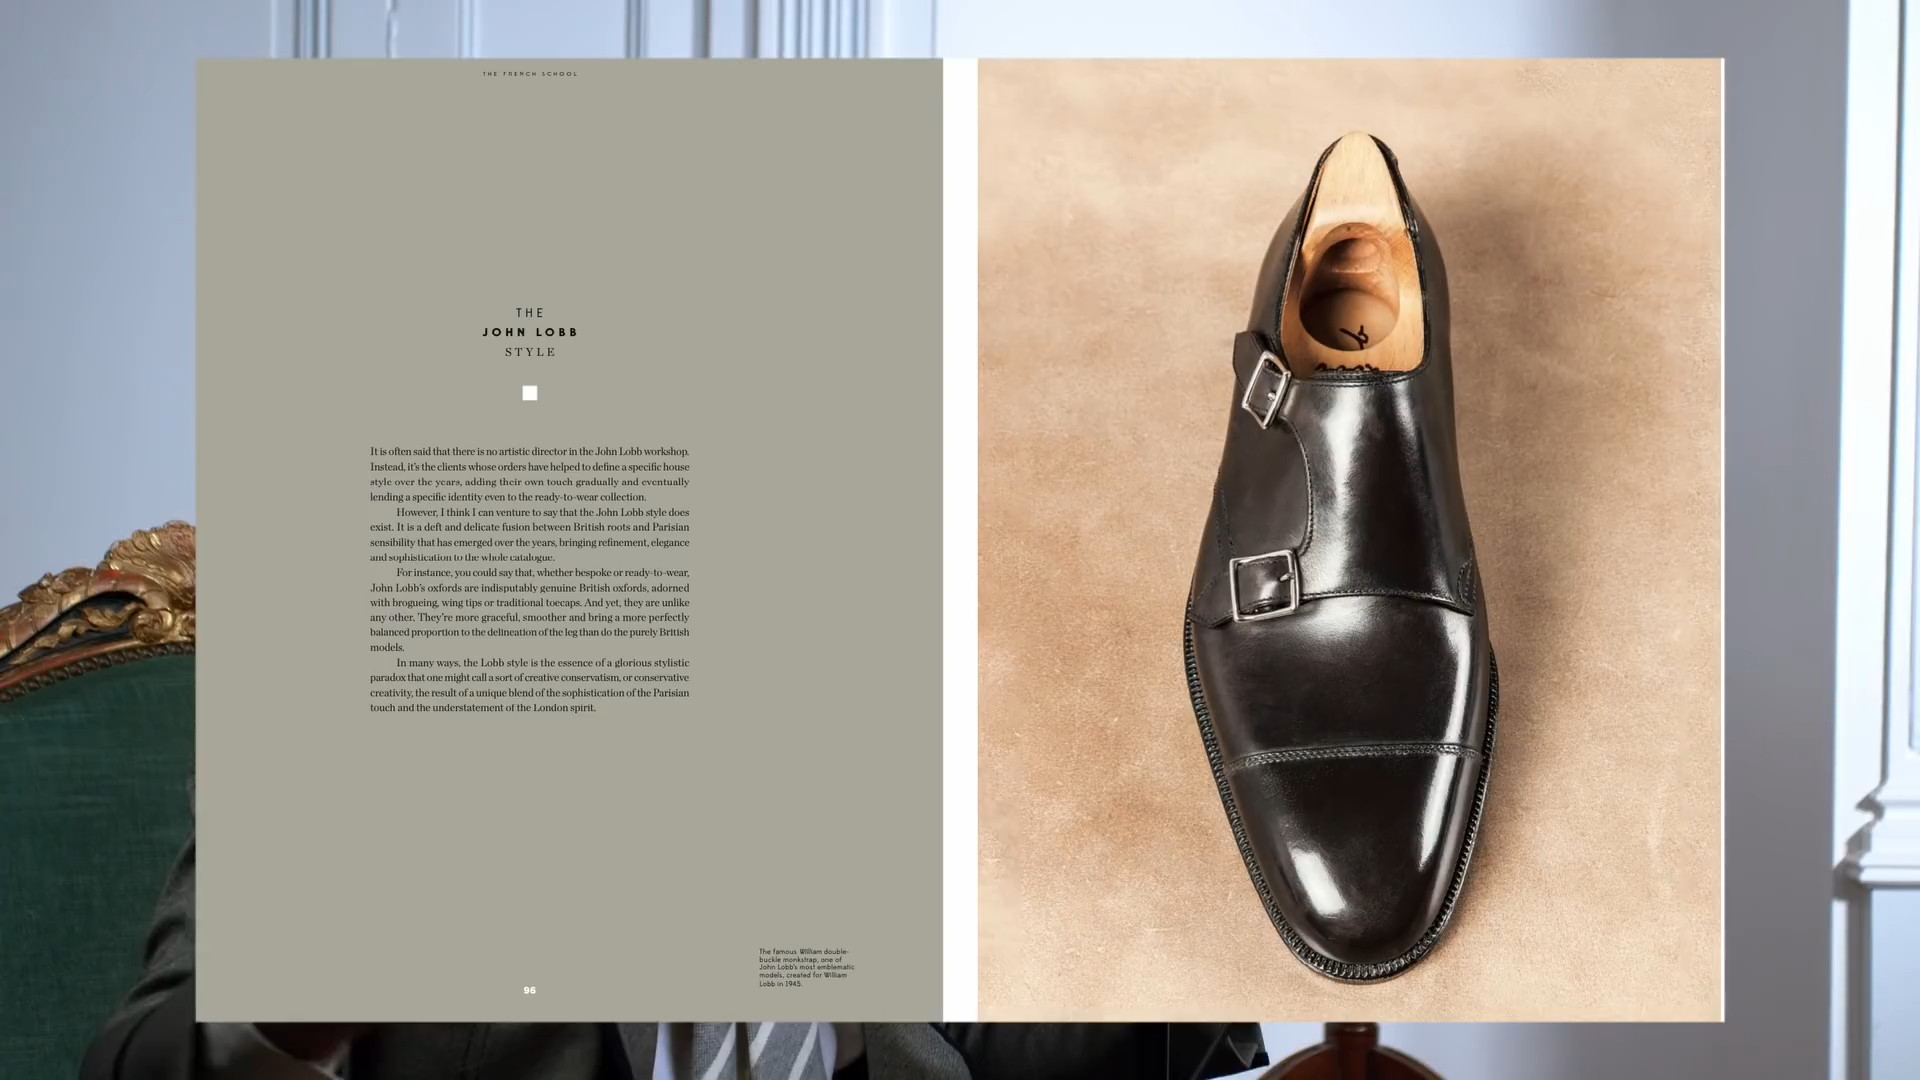 THE FRENCH SCHOOL
THE
JOHN LOBB
STYLE
It is often said that there is no artistic director in the John Lobb workshop.
Instead, it's the clients whose orders have helped to define a specific house
style over the years, adding their own touch gradually and eventually
lending a specific identity even to the ready-to-wear collection.
However, I think I can venture to say that the John Lobb style does
exist. It is a deft and delicate fusion between British roots and Parisian
sensibility that has emerged over the years, bringing refinement, elegance
and sophistication to the whole catalogue.
For instance, you could say that, whether bespoke or ready-to-wear,
John Lobb's oxfords are indisputably genuine British oxfords, adorned
with brogueing, wing tips or traditional toecaps. And yet, they are unlike
any other. They're more graceful, smoother and bring a more perfectly
balanced proportion to the delineation of the leg than do the purely British
models.
In many ways, the Lobb style is the essence of a glorious stylistic
paradox that one might call a sort of creative conservatism, or conservative
creativity, the result of a unique blend of the sophistication of the Parisian
touch and the understatement of the London spirit.
The famous William double-
buckle monkstrap, one of
John Lobb's most emblematic
models, created for William
Lobb in 1945.
96